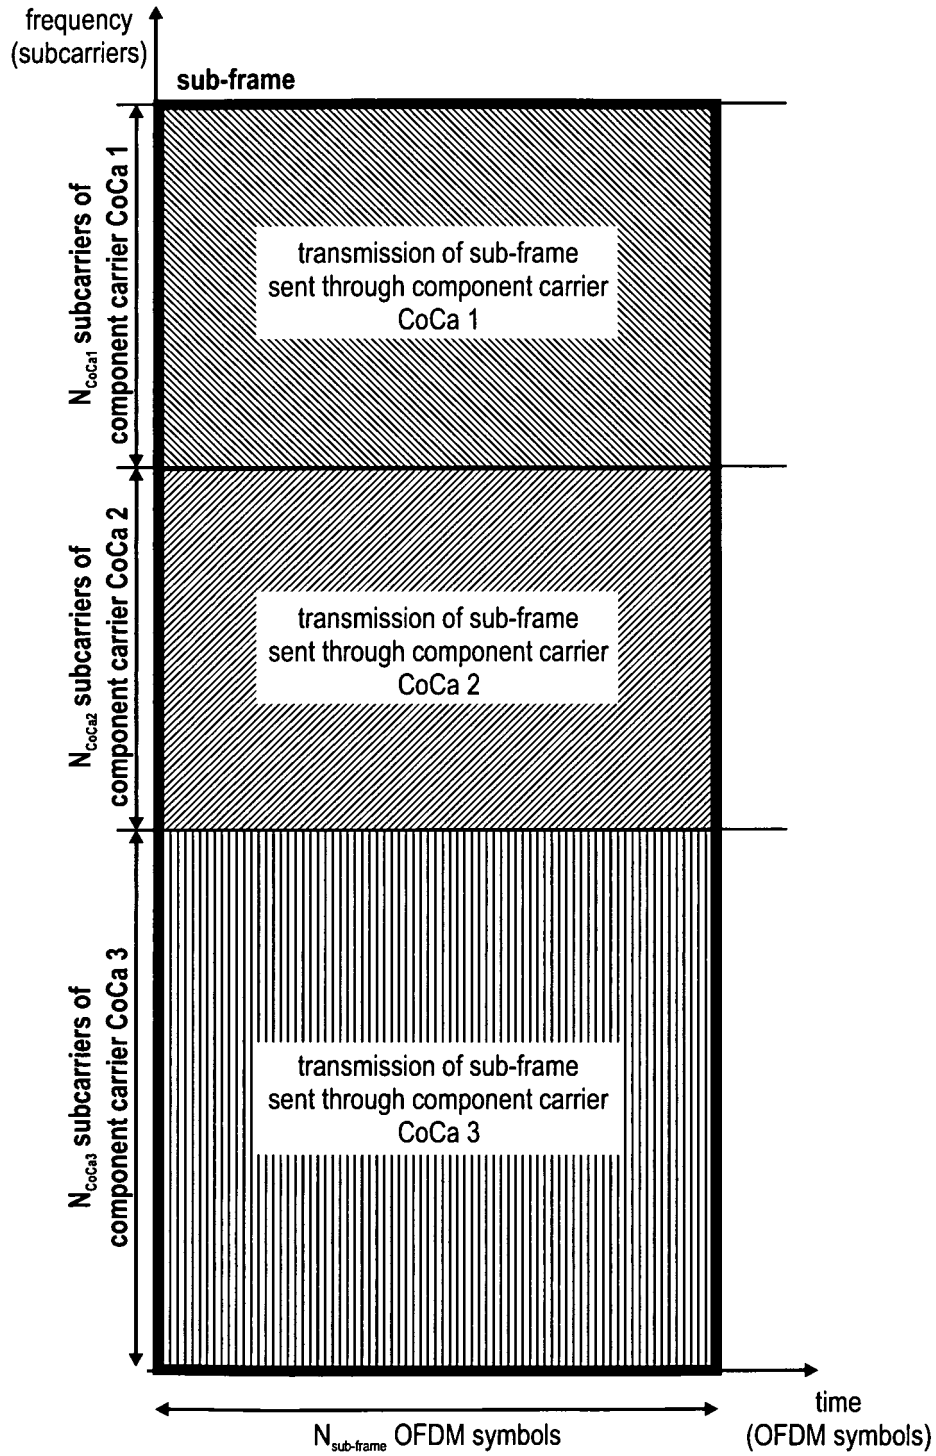 frequency
(subcarriers)
sub-frame
N_CoCa1 subcarriers of
component carrier CoCa 1
transmission of sub-frame
sent through component carrier
CoCa 1
N_CoCa2 subcarriers of
component carrier CoCa 2
transmission of sub-frame
sent through component carrier
CoCa 2
N_CoCa3 subcarriers of
component carrier CoCa 3
transmission of sub-frame
sent through component carrier
CoCa 3
time
(OFDM symbols)
N_sub-frame OFDM symbols